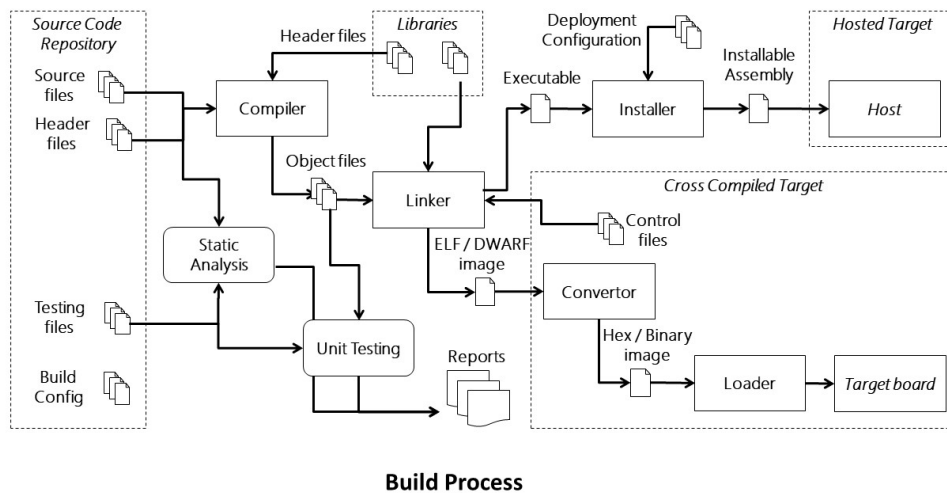 Source Code
Repository
Source
files
Header
files
Testing
files
Build
Config
Header files
Libraries
Compiler
Object files
Static
Analysis
Unit Testing
Reports
Linker
Executable
Deployment
Configuration
Installer
Installable
Assembly
Hosted Target
Host
Cross Compiled Target
Control
files
ELF / DWARF
image
Convertor
Hex / Binary
image
Loader
Target board
Build Process